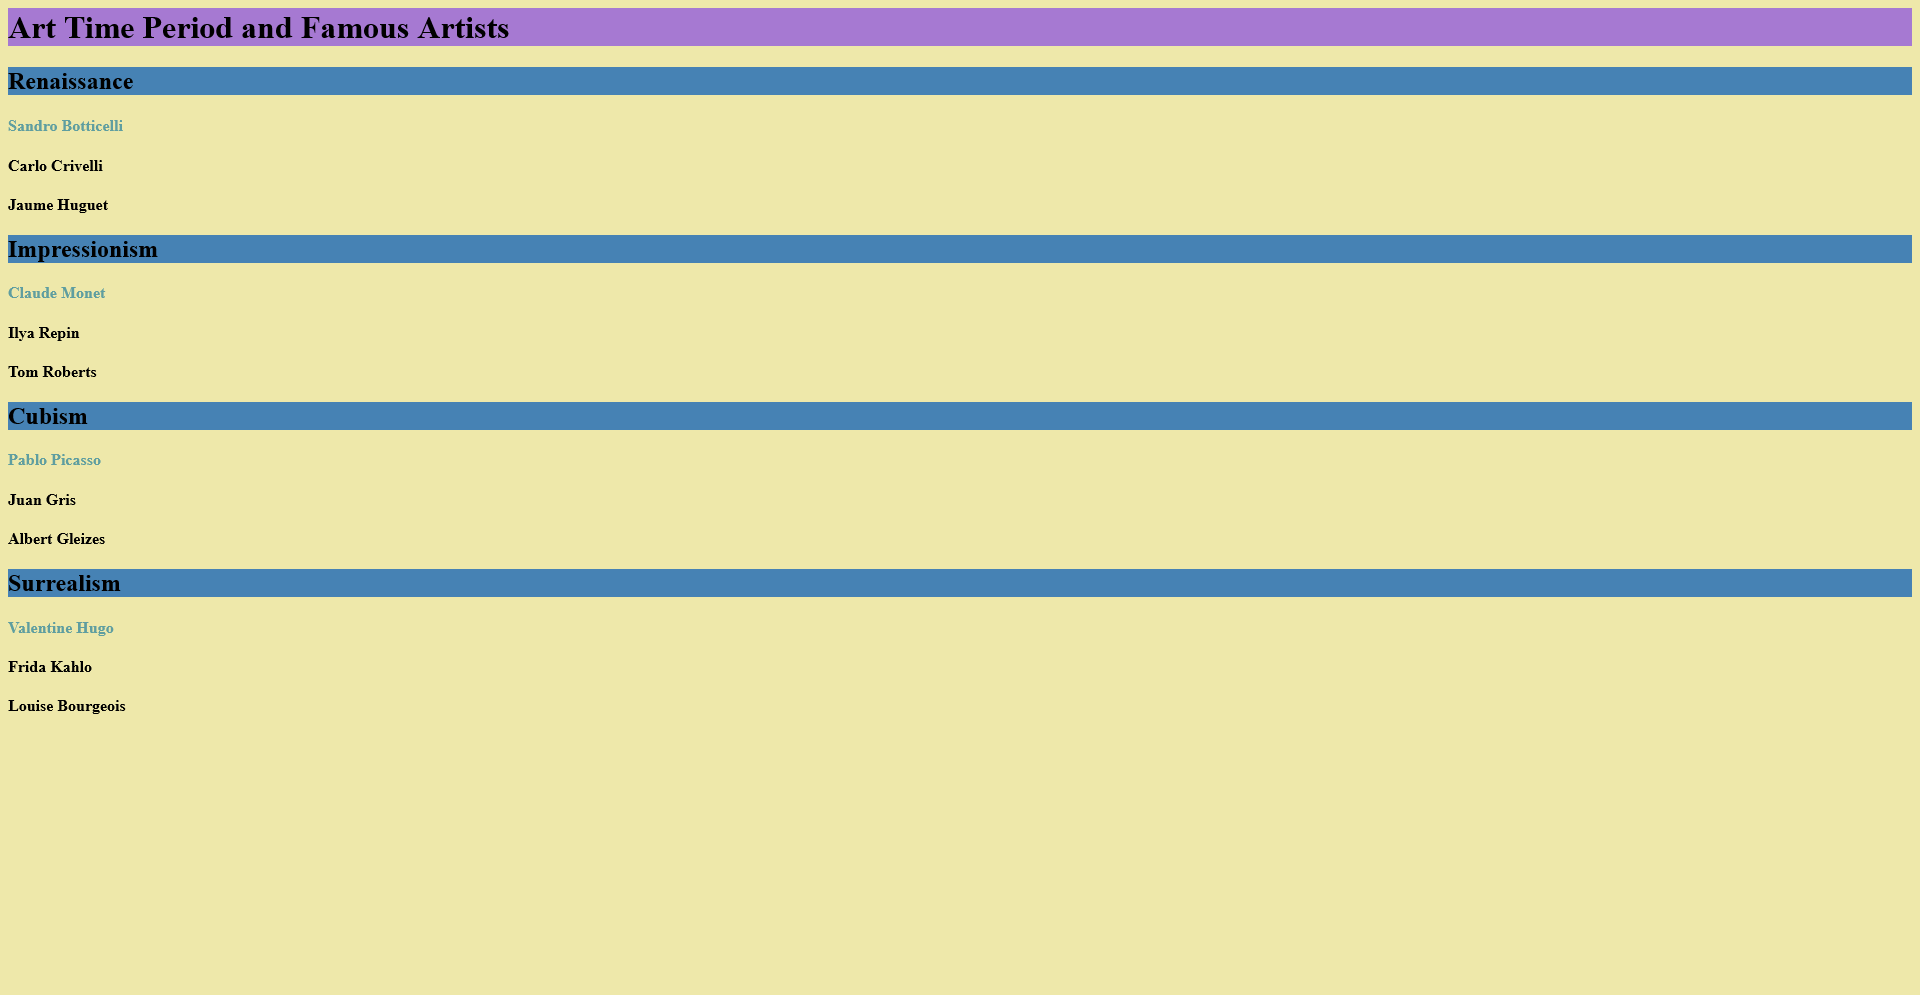 Art Time Period and Famous Artists
Renaissance
Sandro Botticelli
Carlo Crivelli
Jaume Huguet
Impressionism
Claude Monet
Ilya Repin
Tom Roberts
Cubism
Pablo Picasso
Juan Gris
Albert Gleizes
Surrealism
Valentine Hugo
Frida Kahlo
Louise Bourgeois